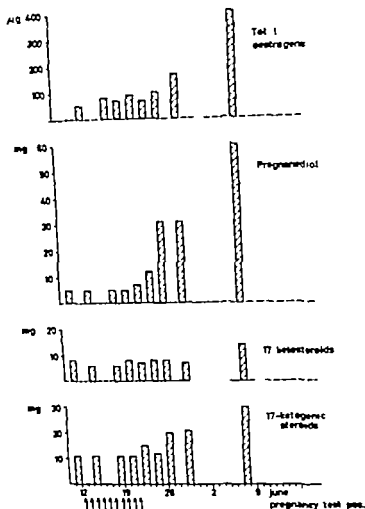 µg
400
Tot. l
oestrogens
300
200
100
mg
60
Pregnanediol
50
40
30
20
10
mg
20
17 ketosteroids
10
mg
30
17-ketogenic
steroids
20
10
12 19 26 2 9 june
pregnancy test pos.